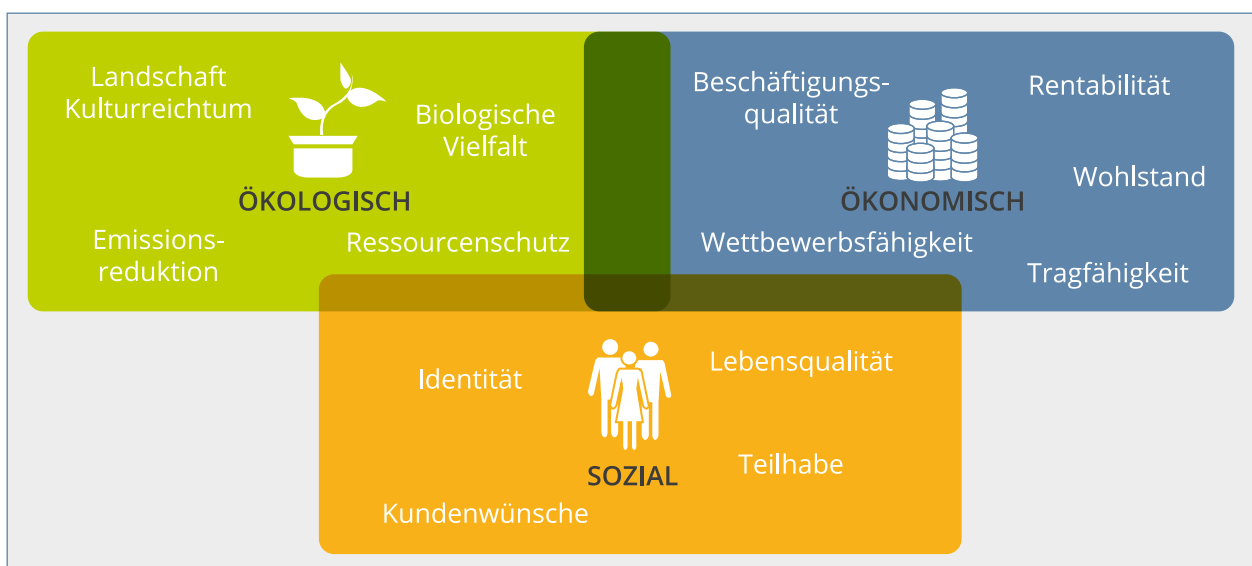 Landschaft
Kulturreichtum
Biologische
Vielfalt
ÖKOLOGISCH
Emissions-
reduktion
Ressourcenschutz
Beschäftigungs-
qualität
Rentabilität
Wohlstand
ÖKONOMISCH
Wettbewerbsfähigkeit
Tragfähigkeit
Identität
Lebensqualität
SOZIAL
Teilhabe
Kundenwünsche